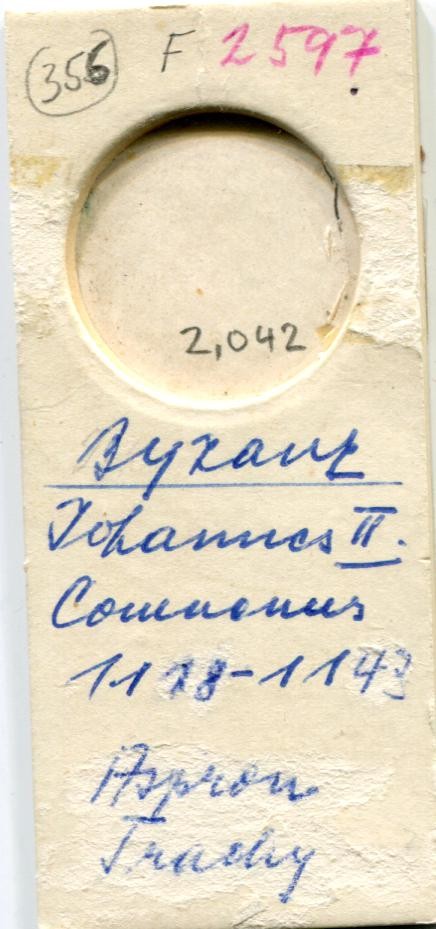 356 F 2597
2,042
Byzanz
Johannes II.
Comnenus
1118-1143
Aspron
Trachy